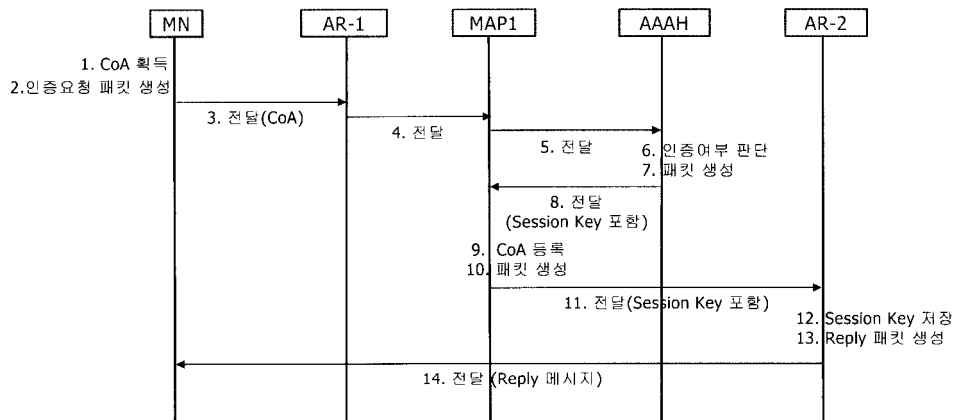 MN
AR-1
MAP1
AAAH
AR-2
1. CoA 획득
2.인증요청 패킷 생성
3. 전달(CoA)
4. 전달
5. 전달
6. 인증여부 판단
7. 패킷 생성
8. 전달
(Session Key 포함)
9. CoA 등록
10. 패킷 생성
11. 전달(Session Key 포함)
12. Session Key 저장
13. Reply 패킷 생성
14. 전달 (Reply 메시지)